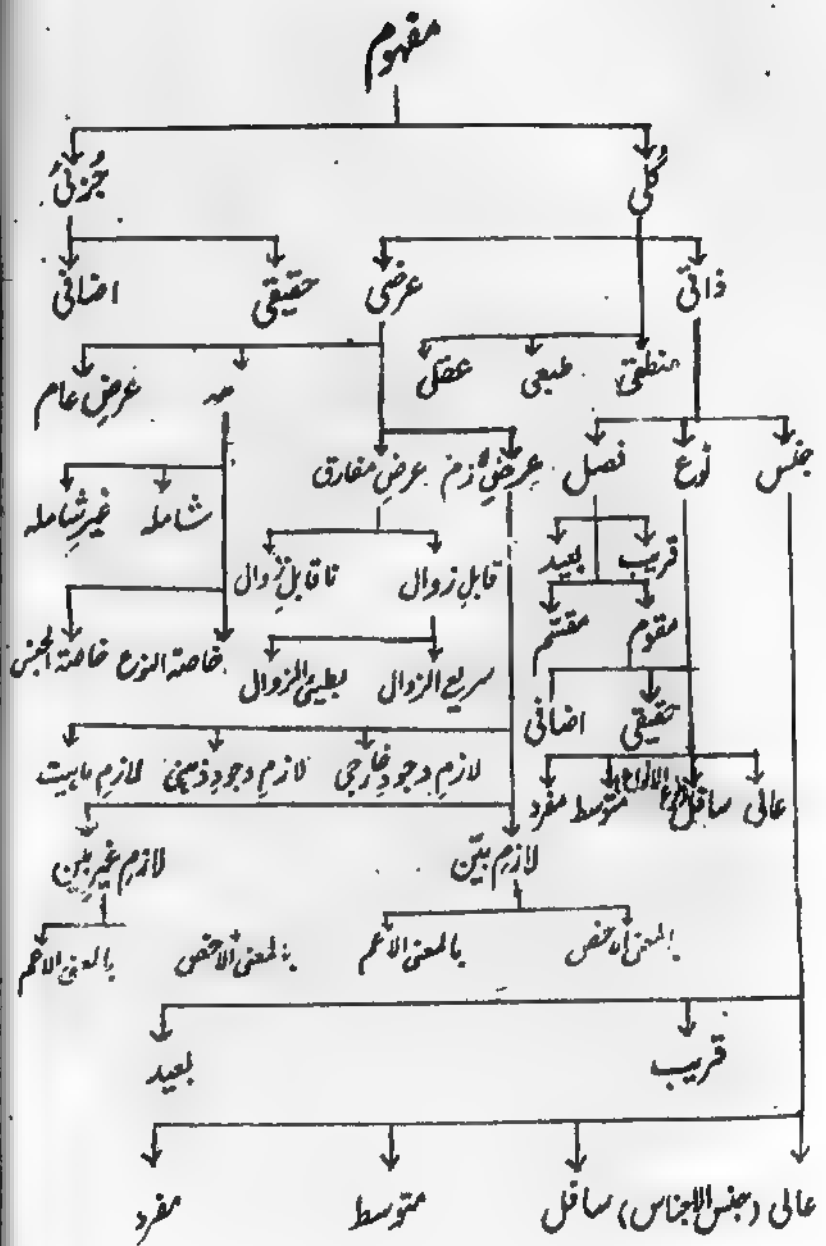 مفہوم
کلی جزئی
ذاتی عرضی حقیقی اضافی
منطقی طبعی عقلی عرضِ عام
جنس نوع فصل عرضِ لازم عرضِ مفارق شاملہ غیر شاملہ
قریب بعید قابلِ زوال ناقابلِ زوال
مقوم مقسم سریع الزوال بطیئ الزوال خاصۃ النوع خاصۃ الجنس
حقیقی اضافی
عالی سافل متوسط مفرد لازمِ وجودِ خارجی لازمِ وجودِ ذہنی لازمِ ماہیت
لازمِ بیّن لازمِ غیر بیّن
بالمعنی الاخص بالمعنی الاعم بالمعنی الاخص بالمعنی الاعم
قریب بعید
عالی (جنس الاجناس) سافل متوسط مفرد